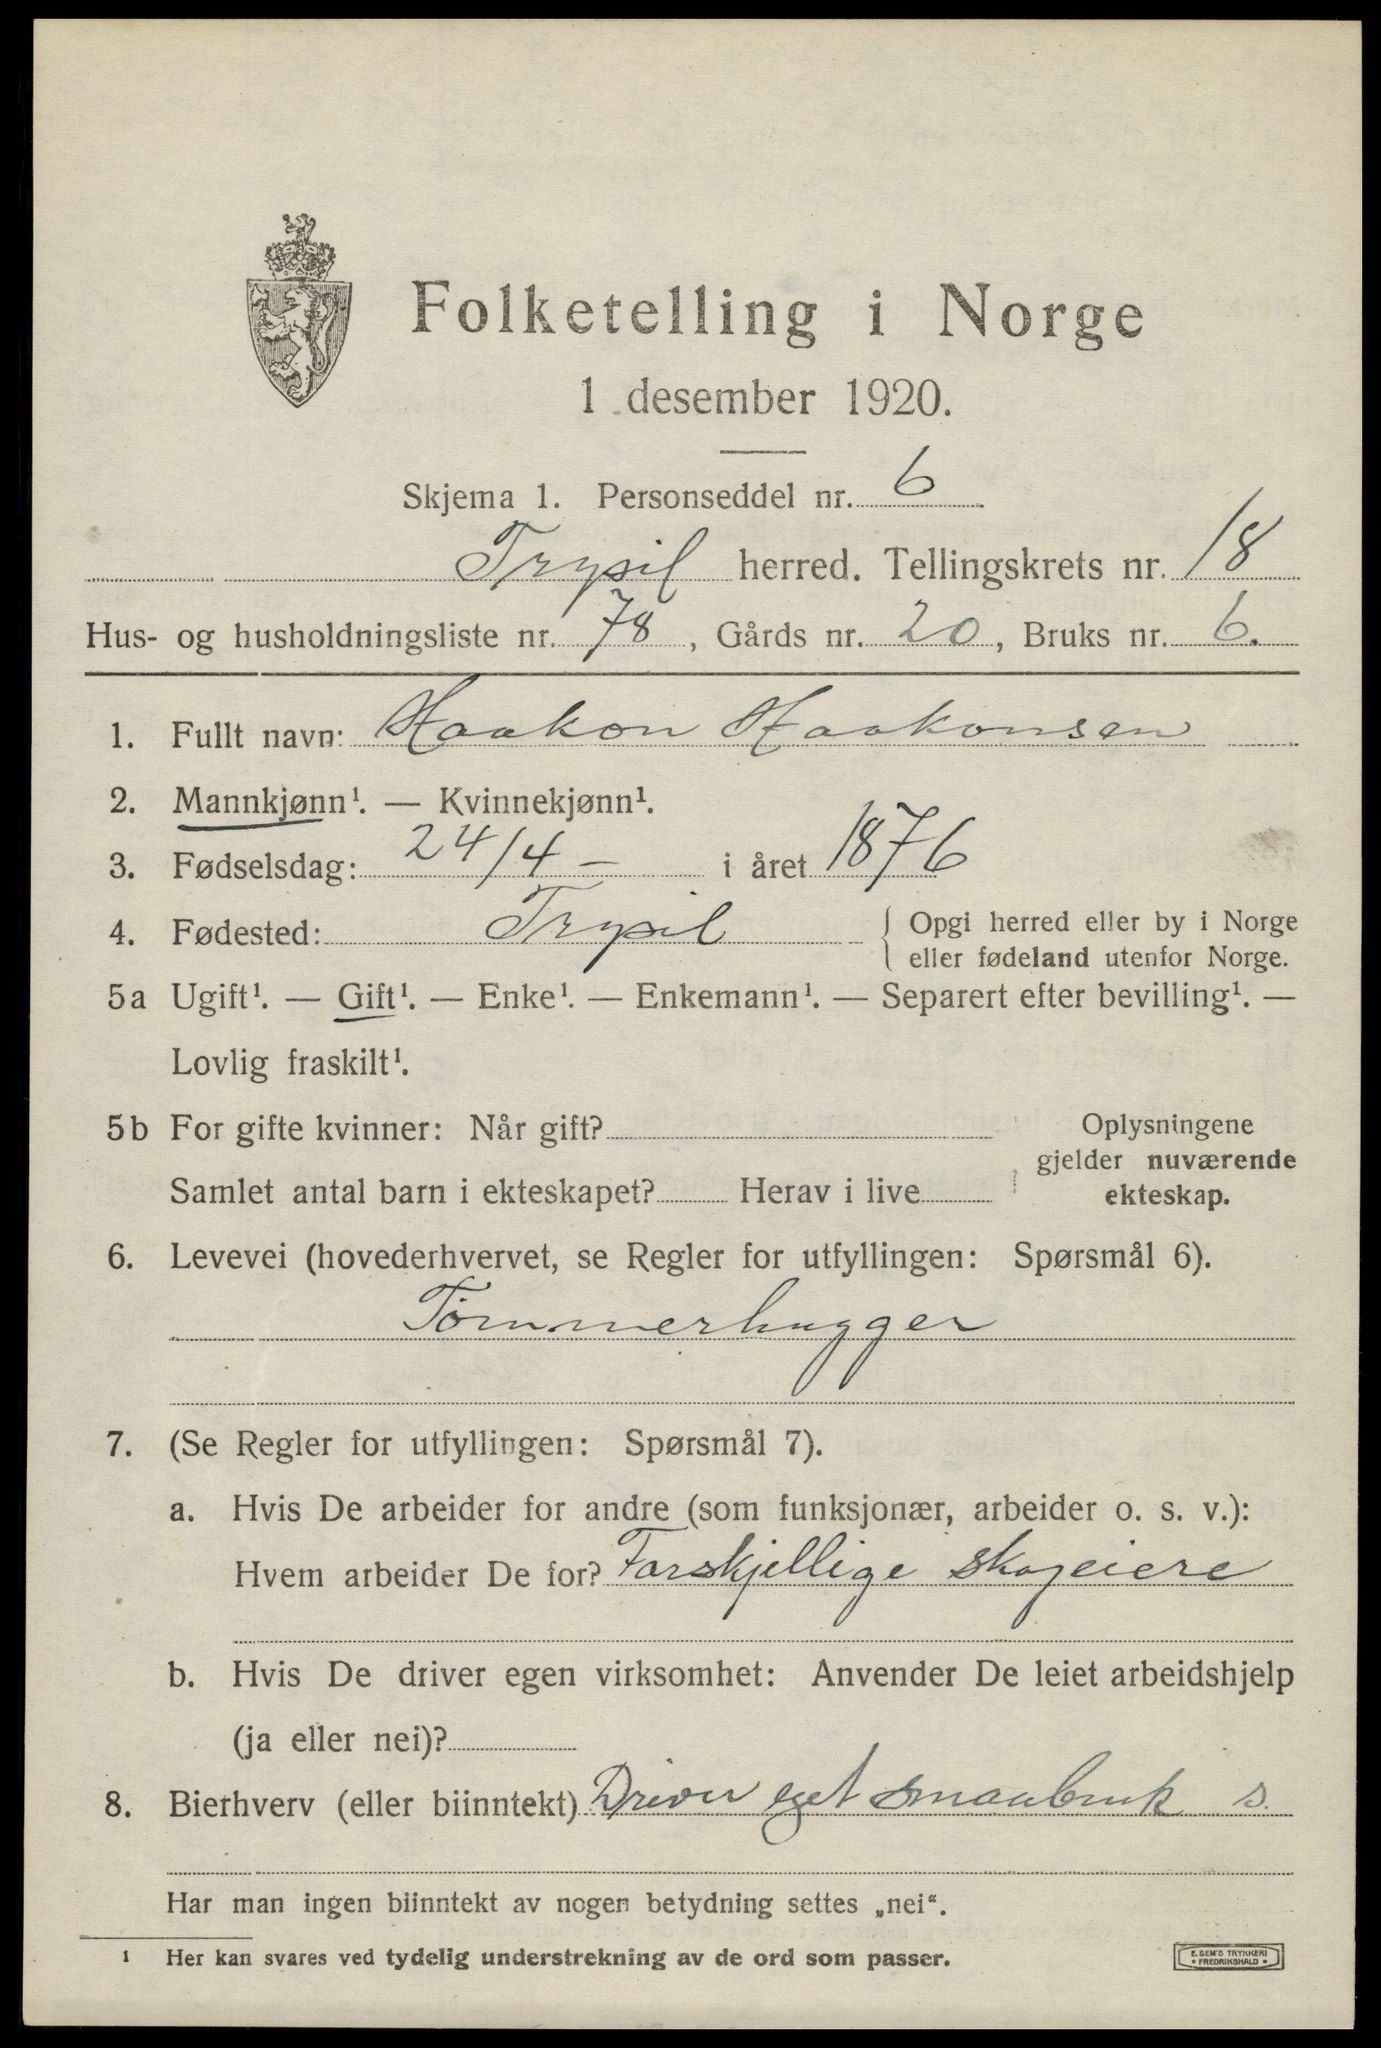 Folketelling i Norge
1 desember 1920.
Skjema 1. Personseddel nr. 6
Trysil herred. Tellingskrets nr. 18
Hus- og husholdningsliste nr. 78, Gårds nr. 20, Bruks nr. 6.
1. Fullt navn: Haakon Haakonsen
2. Mannkjønn¹. — Kvinnekjønn¹.
3. Fødselsdag: 24/4 – i året 1876
4. Fødested: Trysil { Opgi herred eller by i Norge
eller fødeland utenfor Norge.
5a Ugift¹. — Gift¹. — Enke¹. — Enkemann¹. — Separert efter bevilling¹. —
Lovlig fraskilt¹.
5b For gifte kvinner: Når gift? Oplysningene
gjelder nuværende
Samlet antal barn i ekteskapet? Herav i live ekteskap.
6. Levevei (hovederhvervet, se Regler for utfyllingen: Spørsmål 6).
Tømmerhugger
7. (Se Regler for utfyllingen: Spørsmål 7).
a. Hvis De arbeider for andre (som funksjonær, arbeider o. s. v.):
Hvem arbeider De for? Forskjellige skogeiere
b. Hvis De driver egen virksomhet: Anvender De leiet arbeidshjelp
(ja eller nei)?
8. Bierhverv (eller biinntekt) Driver eget smaabruk s.
Har man ingen biinntekt av nogen betydning settes „nei“.
¹ Her kan svares ved tydelig understrekning av de ord som passer.
E. SEM'S TRYKKERI
• FREDRIKSHALD •